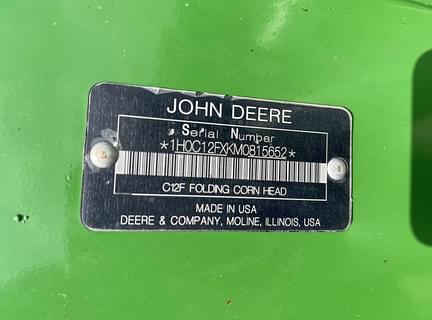 JOHN DEERE
Serial Number
*1H0C12FXKM0815652*
C12F FOLDING CORN HEAD
MADE IN USA
DEERE & COMPANY, MOLINE, ILLINOIS, USA